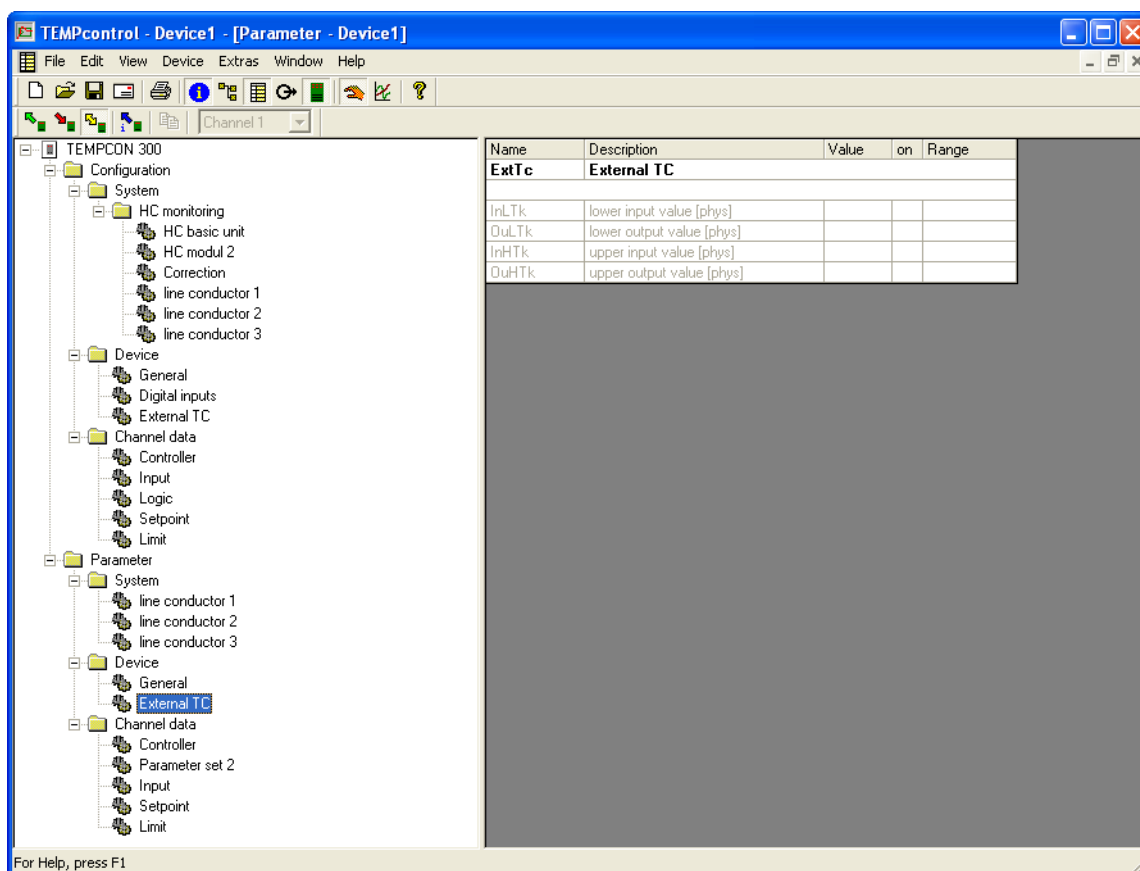 TEMPcontrol - Device1 - [Parameter - Device1]
File Edit View Device Extras Window Help
Channel 1
TEMPCON 300
Configuration
System
HC monitoring
HC basic unit
HC modul 2
Correction
line conductor 1
line conductor 2
line conductor 3
Device
General
Digital inputs
External TC
Channel data
Controller
Input
Logic
Setpoint
Limit
Parameter
System
line conductor 1
line conductor 2
line conductor 3
Device
General
External TC
Channel data
Controller
Parameter set 2
Input
Setpoint
Limit
Name Description Value on Range
ExtTc External TC
InLTk lower input value [phys]
OuLTk lower output value [phys]
InHTk upper input value [phys]
OuHTk upper output value [phys]
For Help, press F1